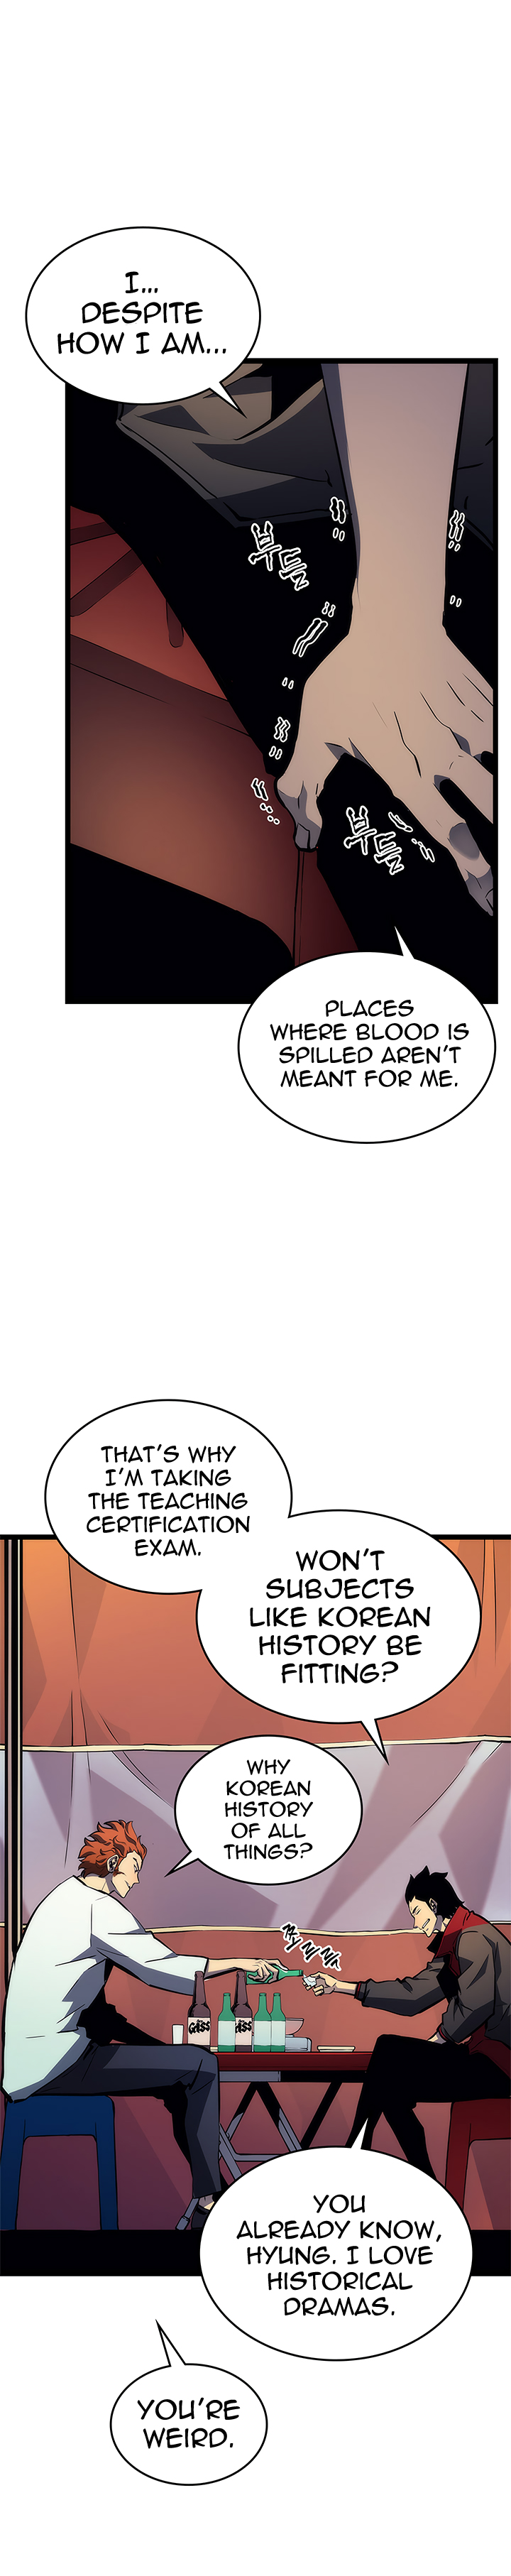 I...
DESPITE
HOW I AM...
부들
부들
PLACES
WHERE BLOOD IS
SPILLED AREN'T
MEANT FOR ME.
THAT'S WHY
I'M TAKING
THE TEACHING
CERTIFICATION
EXAM.
WON'T
SUBJECTS
LIKE KOREAN
HISTORY BE
FITTING?
WHY
KOREAN
HISTORY
OF ALL
THINGS?
GASS
GASS
YOU
ALREADY KNOW,
HYUNG. I LOVE
HISTORICAL
DRAMAS.
YOU'RE
WEIRD.